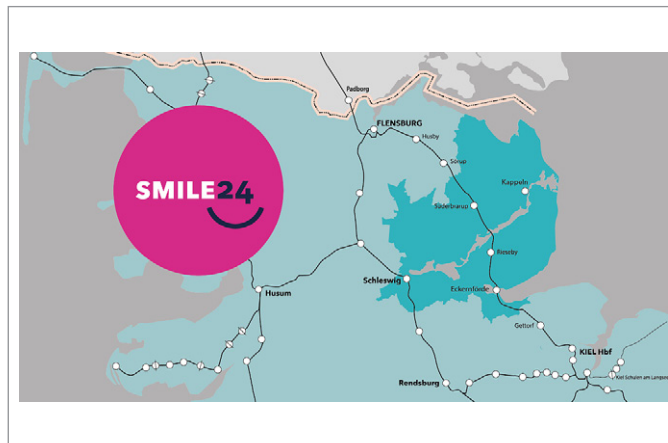 Padborg
FLENSBURG
Husby
Sörup
Kappeln
SMILE24
Süderbrarup
Rieseby
Schleswig
Eckernförde
Husum
Gettorf
KIEL Hbf
Rendsburg